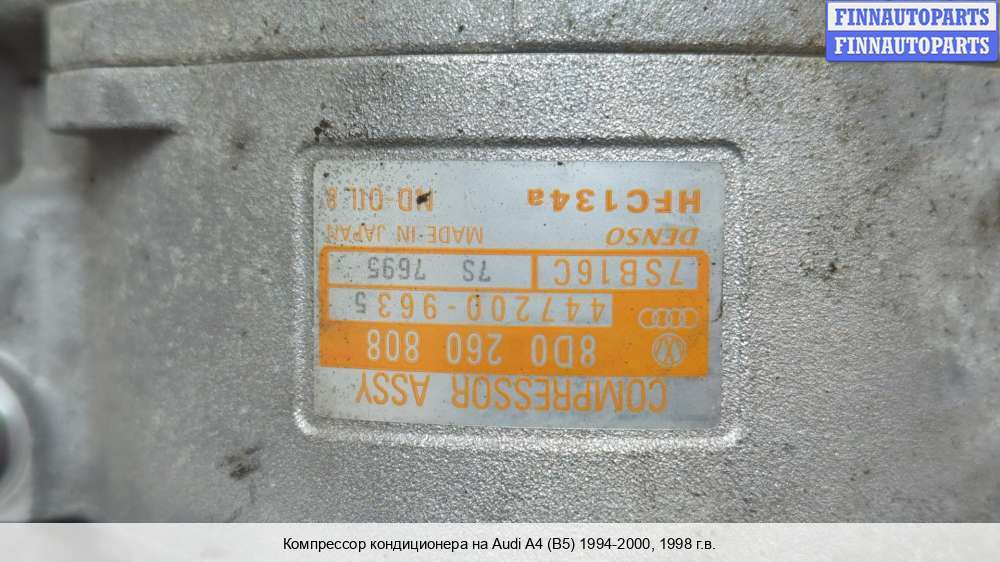 FINNAUTOPARTS
FINNAUTOPARTS
COMPRESSOR ASSY
8D0 260 808
447200-9635
7SB16C 7S 7695
DENSO MADE IN JAPAN
HFC134a ND-OIL 8
Компрессор кондиционера на Audi A4 (B5) 1994-2000, 1998 г.в.